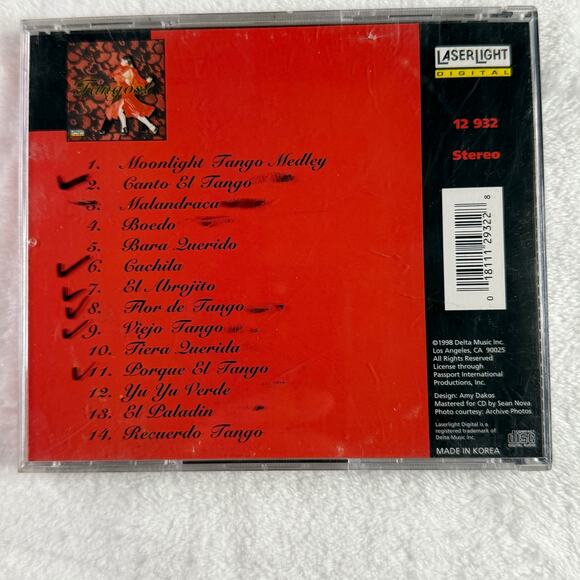 Tangos
LASERLIGHT
DIGITAL
12 932
Stereo
1. Moonlight Tango Medley
2. Canto El Tango
3. Malandraca
4. Boedo
5. Bara Querido
6. Cachila
7. El Abrojito
8. Flor de Tango
9. Viejo Tango
10. Tiera Querida
11. Porque El Tango
12. Yu Yu Verde
13. El Paladin
14. Recuerdo Tango
0 18111 29322 8
©1998 Delta Music Inc.
Los Angeles, CA 90025
All Rights Reserved
License through
Passport International
Productions, Inc.
Design: Amy Dakos
Mastered for CD by Sean Nova
Photo courtesy: Archive Photos
Laserlight Digital is a
registered trademark of
Delta Music Inc.
COMPACT
disc
DIGITAL AUDIO
MADE IN KOREA